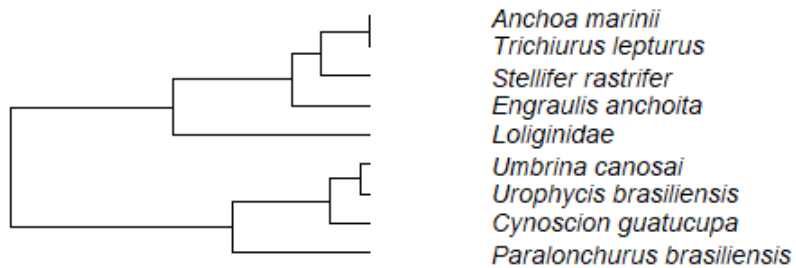 Anchoa marinii
Trichiurus lepturus
Stellifer rastrifer
Engraulis anchoita
Loliginidae
Umbrina canosai
Urophycis brasiliensis
Cynoscion guatucupa
Paralonchurus brasiliensis